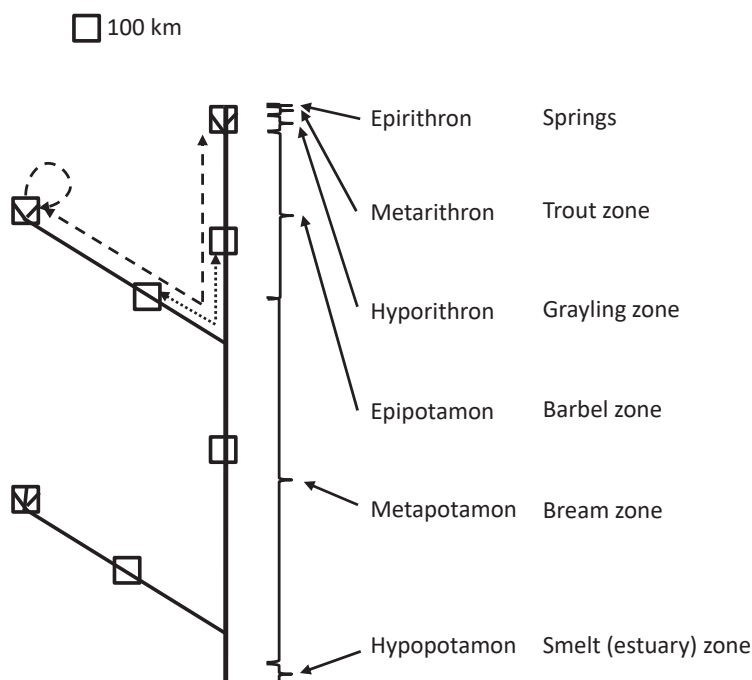 100 km
Epirithron Springs
Metarithron Trout zone
Hyporithron Grayling zone
Epipotamon Barbel zone
Metapotamon Bream zone
Hypopotamon Smelt (estuary) zone